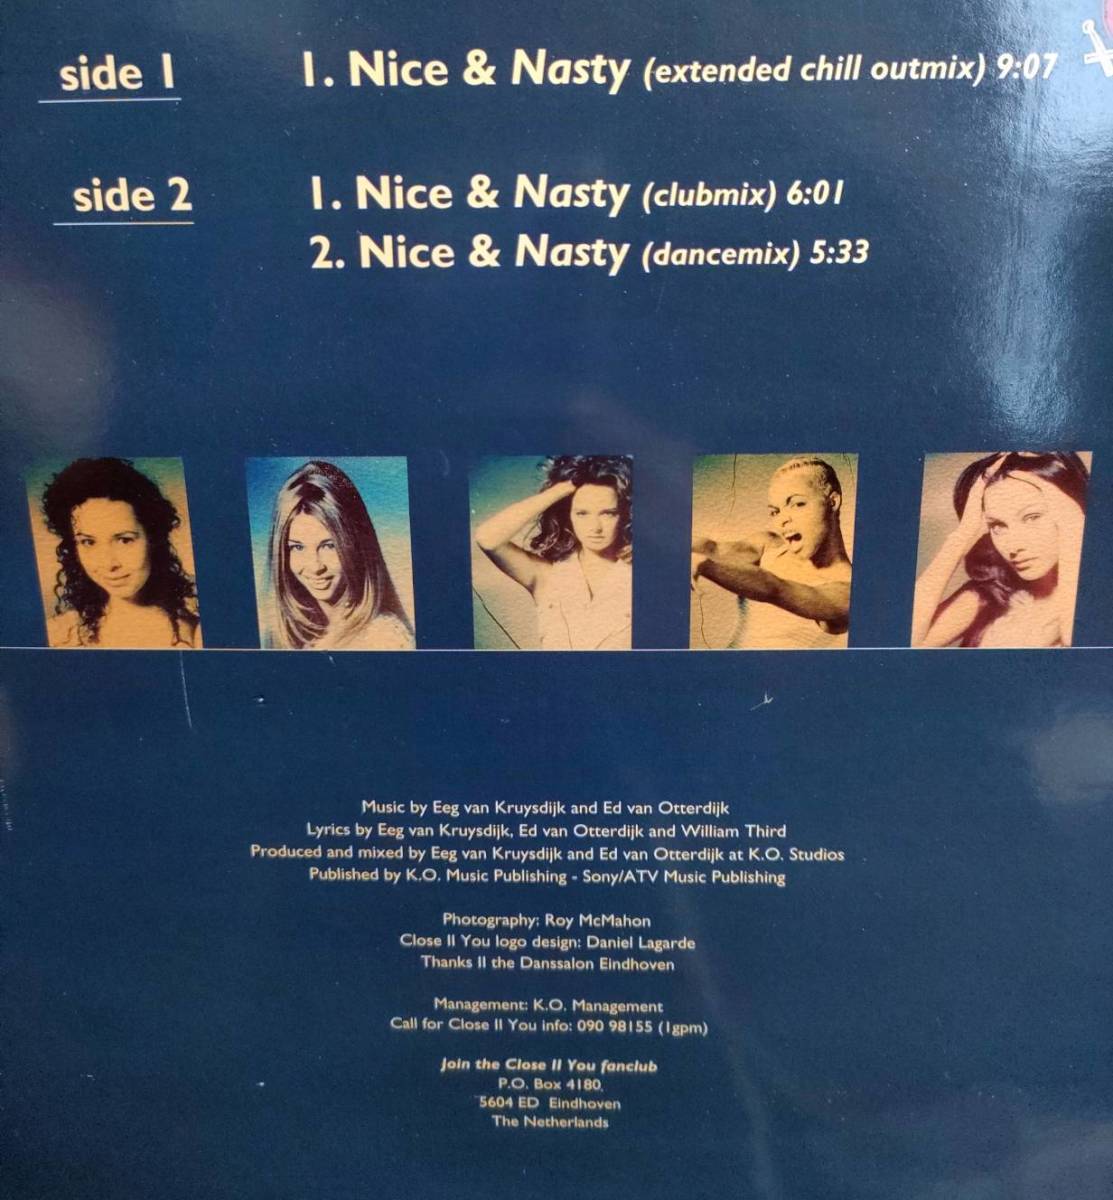 side 1 1. Nice & Nasty (extended chill outmix) 9:07
side 2 1. Nice & Nasty (clubmix) 6:01
2. Nice & Nasty (dancemix) 5:33
Music by Eeg van Kruysdijk and Ed van Otterdijk
Lyrics by Eeg van Kruysdijk, Ed van Otterdijk and William Third
Produced and mixed by Eeg van Kruysdijk and Ed van Otterdijk at K.O. Studios
Published by K.O. Music Publishing - Sony/ATV Music Publishing
Photography: Roy McMahon
Close II You logo design: Daniel Lagarde
Thanks II the Danssalon Eindhoven
Management: K.O. Management
Call for Close II You info: 090 98155 (1gpm)
Join the Close II You fanclub
P.O. Box 4180,
5604 ED Eindhoven
The Netherlands